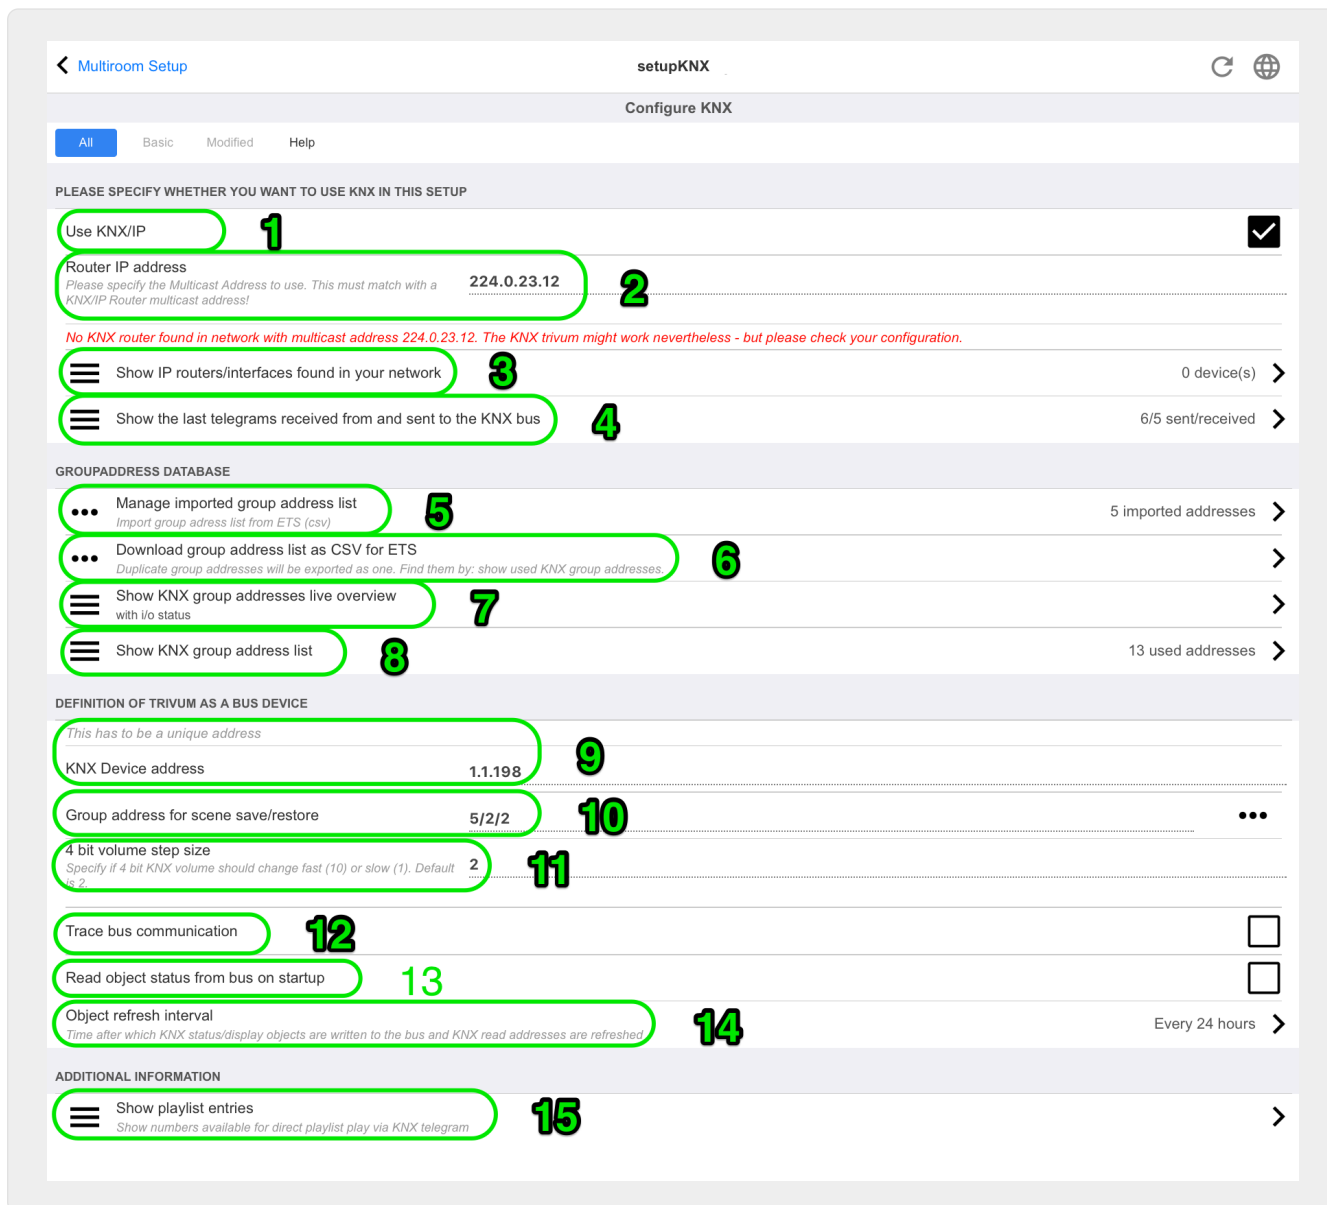 Multiroom Setup
setupKNX
Configure KNX
All Basic Modified Help
PLEASE SPECIFY WHETHER YOU WANT TO USE KNX IN THIS SETUP
Use KNX/IP 1
Router IP address
Please specify the Multicast Address to use. This must match with a
KNX/IP Router multicast address!
224.0.23.12 2
No KNX router found in network with multicast address 224.0.23.12. The KNX trivum might work nevertheless - but please check your configuration.
Show IP routers/interfaces found in your network 3 0 device(s)
Show the last telegrams received from and sent to the KNX bus 4 6/5 sent/received
GROUPADDRESS DATABASE
Manage imported group address list
Import group adress list from ETS (csv)
5 5 imported addresses
Download group address list as CSV for ETS
Duplicate group addresses will be exported as one. Find them by: show used KNX group addresses.
6
Show KNX group addresses live overview
with i/o status
7
Show KNX group address list 8 13 used addresses
DEFINITION OF TRIVUM AS A BUS DEVICE
This has to be a unique address
KNX Device address 1.1.198 9
Group address for scene save/restore 5/2/2 10
4 bit volume step size
Specify if 4 bit KNX volume should change fast (10) or slow (1). Default
is 2.
2 11
Trace bus communication 12
Read object status from bus on startup 13
Object refresh interval
Time after which KNX status/display objects are written to the bus and KNX read addresses are refreshed
14 Every 24 hours
ADDITIONAL INFORMATION
Show playlist entries
Show numbers available for direct playlist play via KNX telegram
15